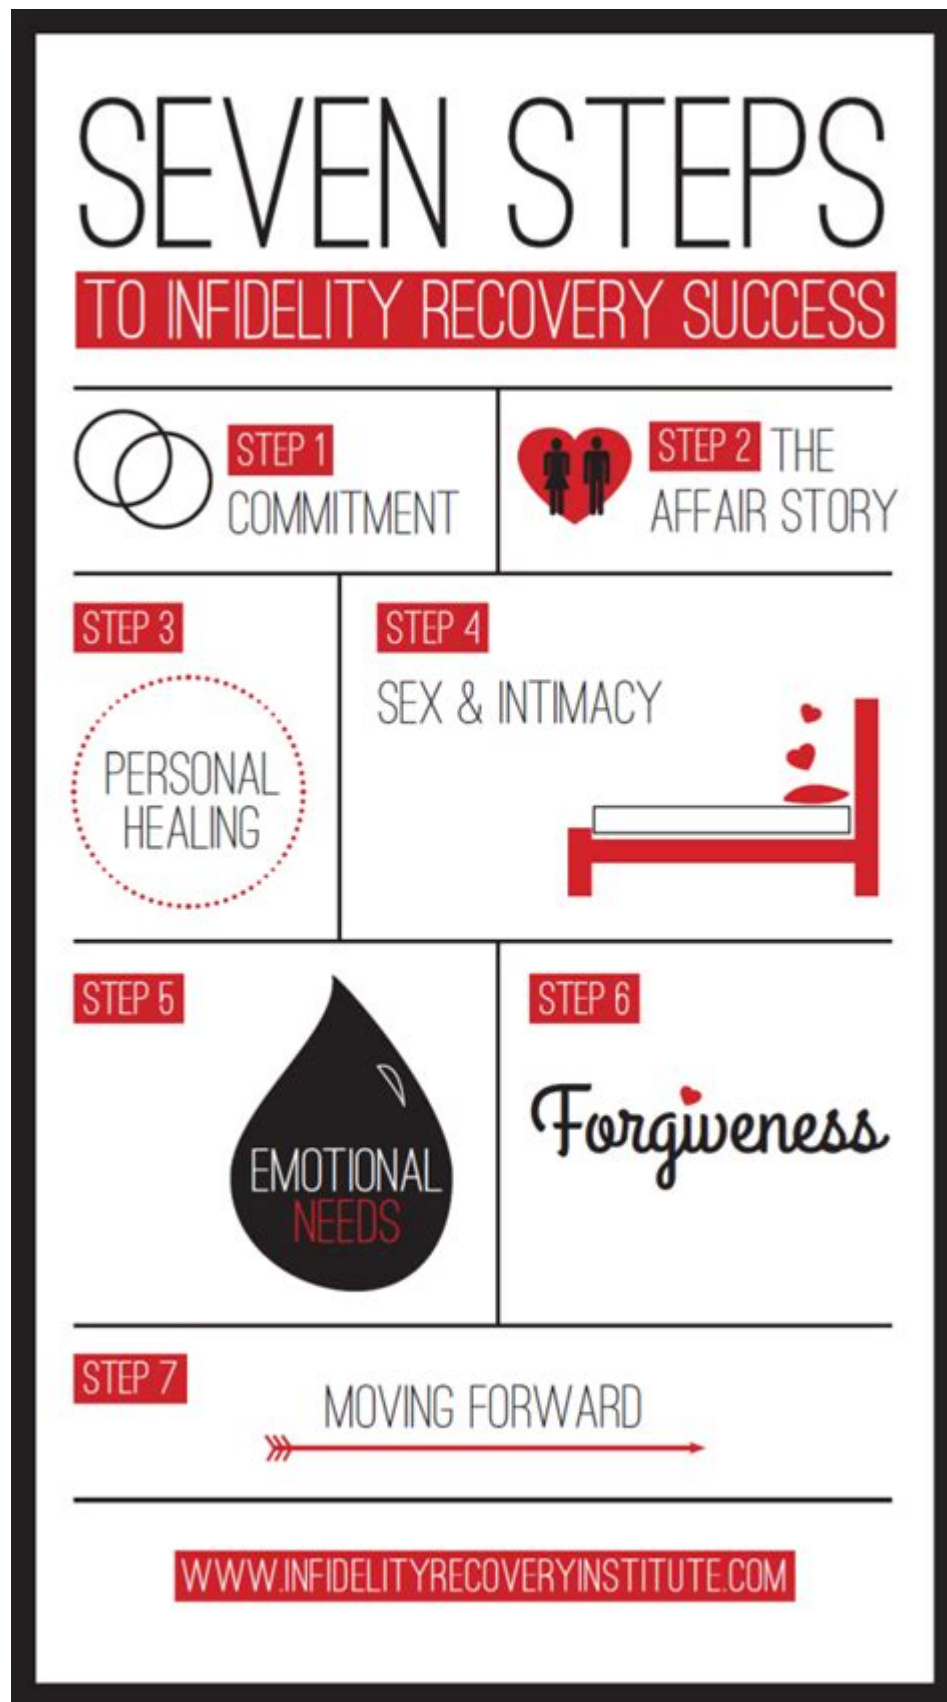 SEVEN STEPS
TO INFIDELITY RECOVERY SUCCESS
STEP 1
COMMITMENT
STEP 2 THE
AFFAIR STORY
STEP 3
PERSONAL
HEALING
STEP 4
SEX & INTIMACY
STEP 5
EMOTIONAL
NEEDS
STEP 6
Forgiveness
STEP 7
MOVING FORWARD
WWW.INFIDELITYRECOVERYINSTITUTE.COM